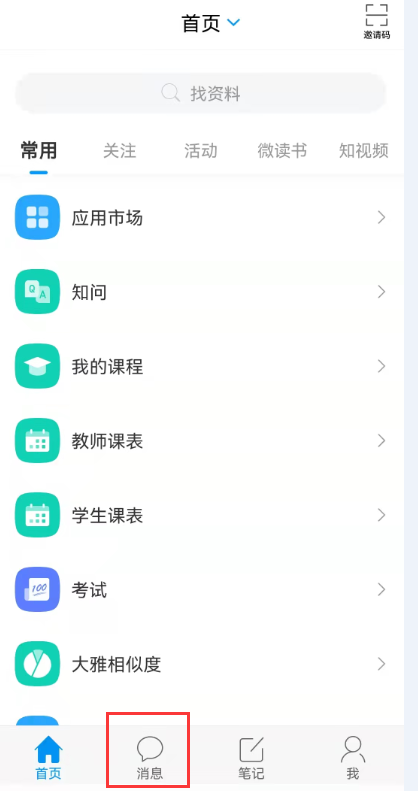 首页
邀请码
找资料
常用 关注 活动 微读书 知视频
应用市场
Q A
知问
我的课程
教师课表
学生课表
100
考试
大雅相似度
首页 消息 笔记 我